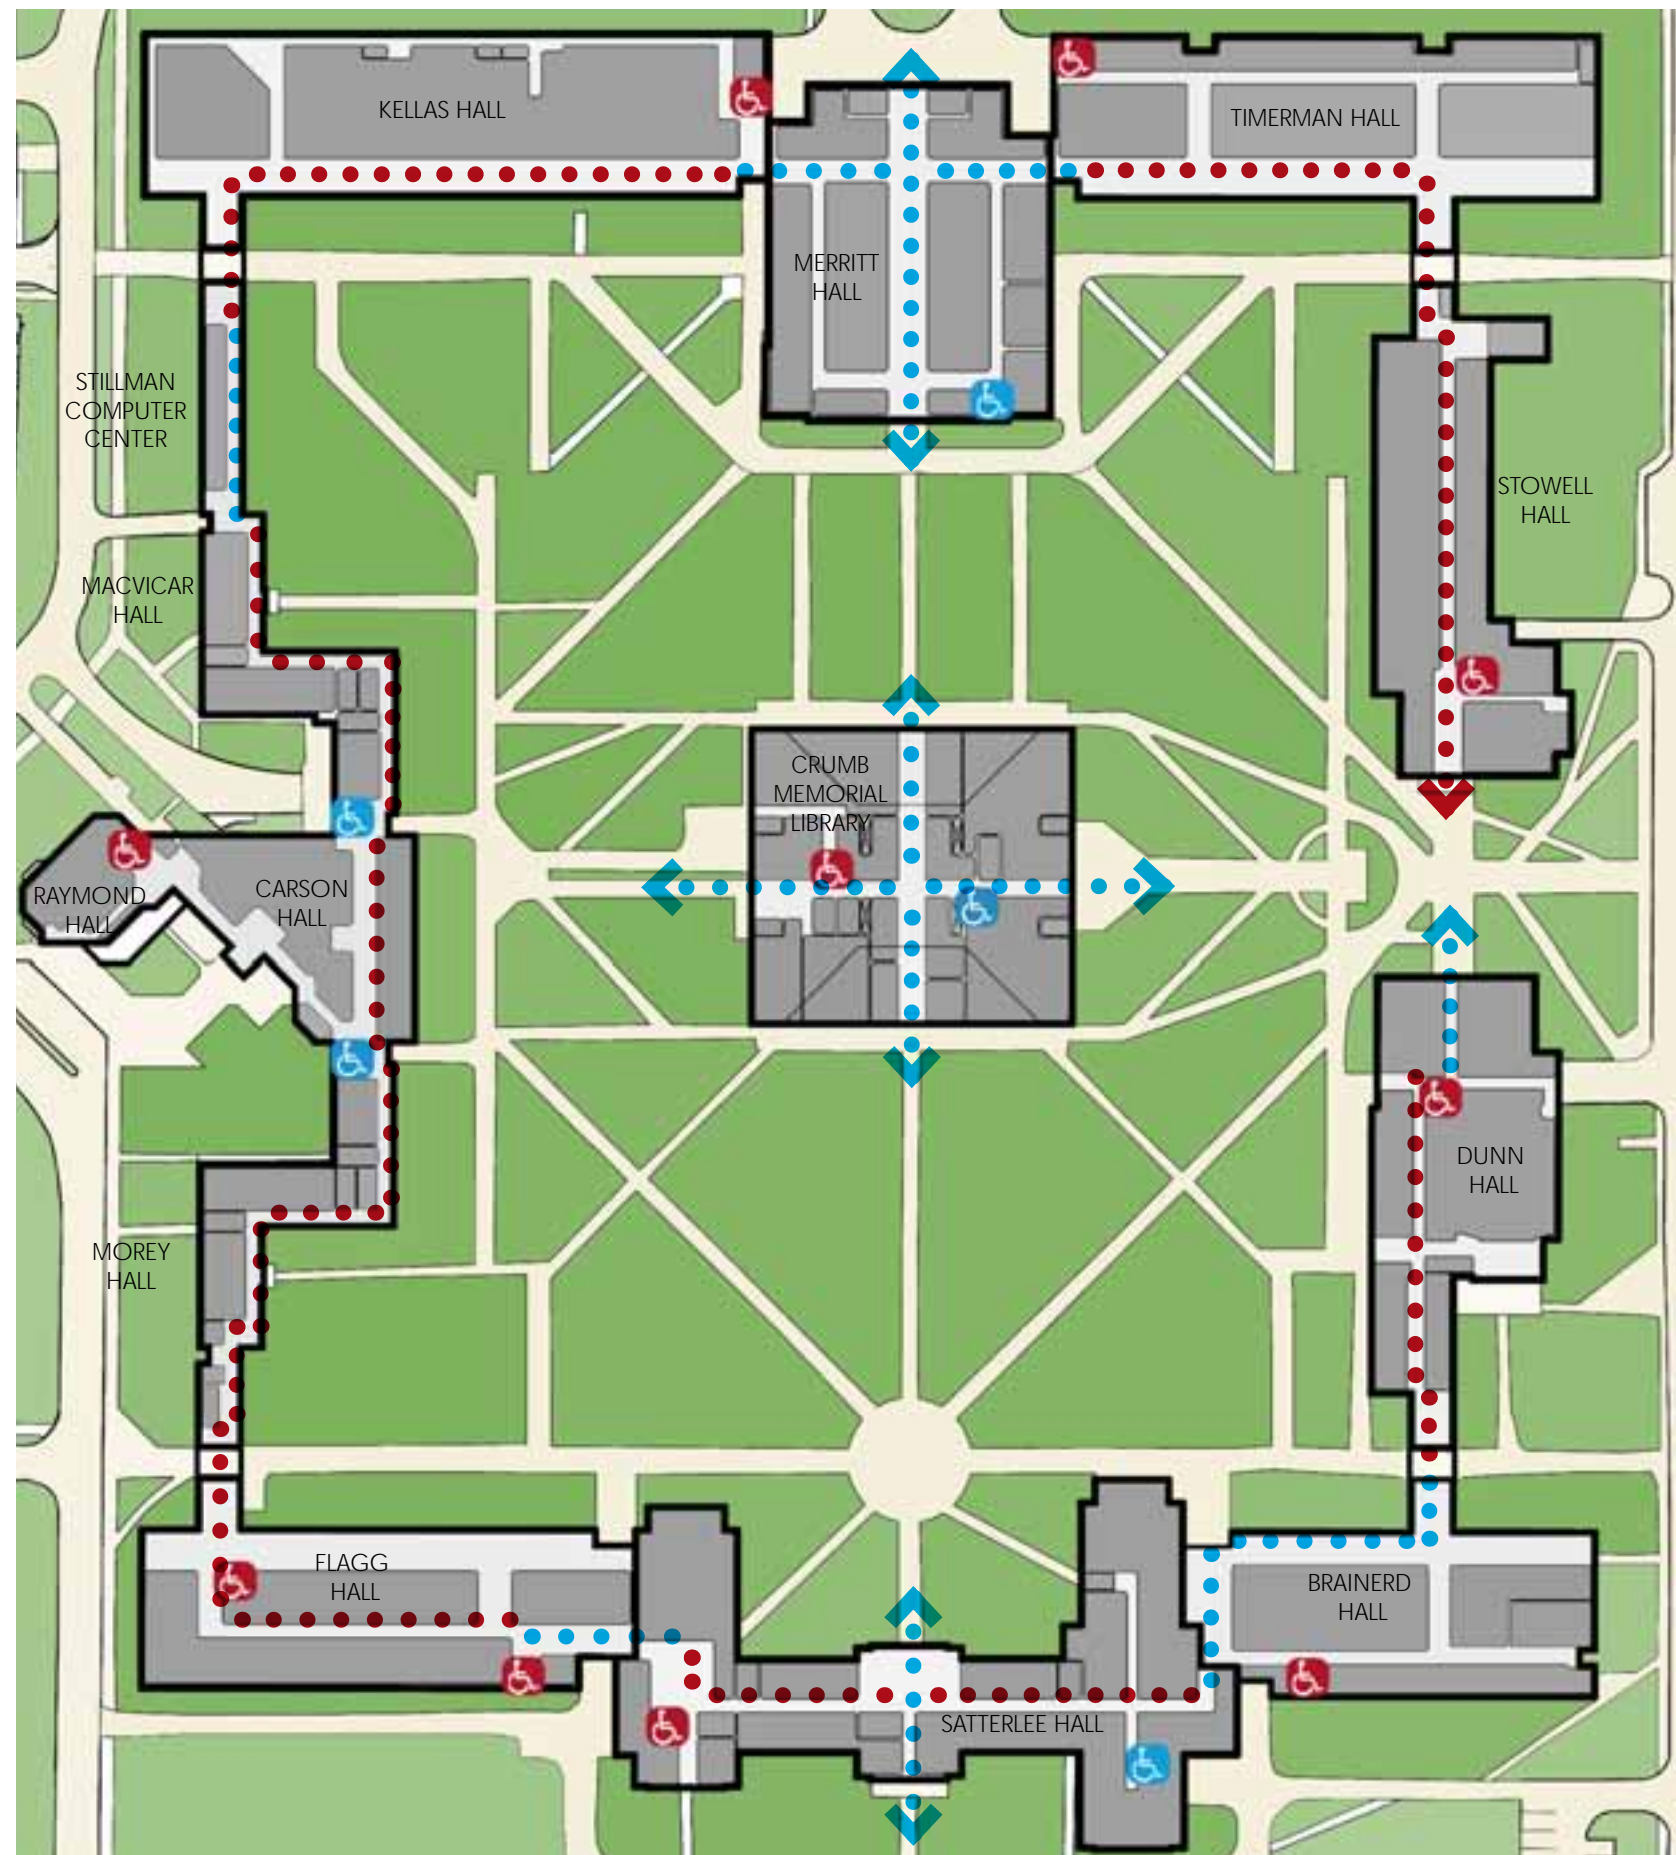 KELLAS HALL
TIMERMAN HALL
MERRITT
HALL
STILLMAN
COMPUTER
CENTER
STOWELL
HALL
MACVICAR
HALL
CRUMB
MEMORIAL
LIBRARY
RAYMOND
HALL
CARSON
HALL
DUNN
HALL
MOREY
HALL
FLAGG
HALL
BRAINERD
HALL
SATTERLEE HALL